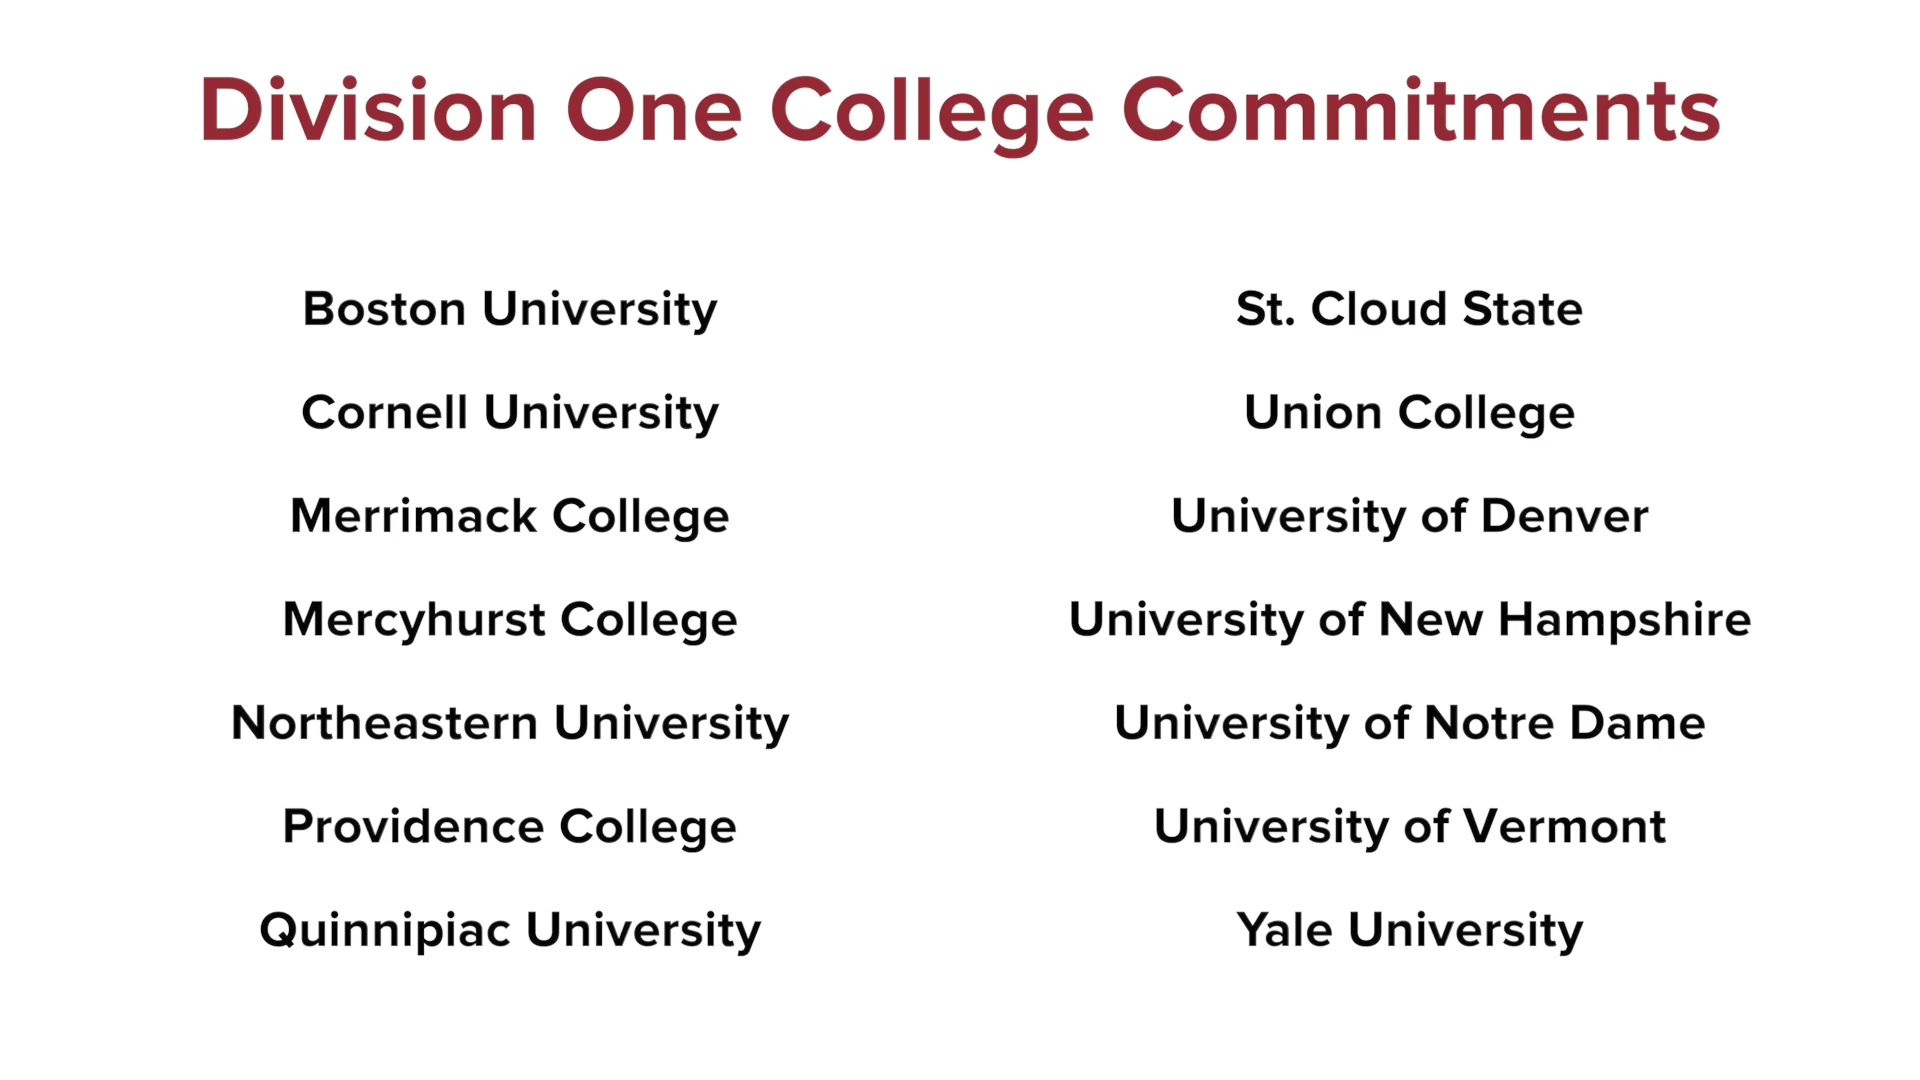 Division One College Commitments
Boston University
Cornell University
Merrimack College
Mercyhurst College
Northeastern University
Providence College
Quinnipiac University
St. Cloud State
Union College
University of Denver
University of New Hampshire
University of Notre Dame
University of Vermont
Yale University